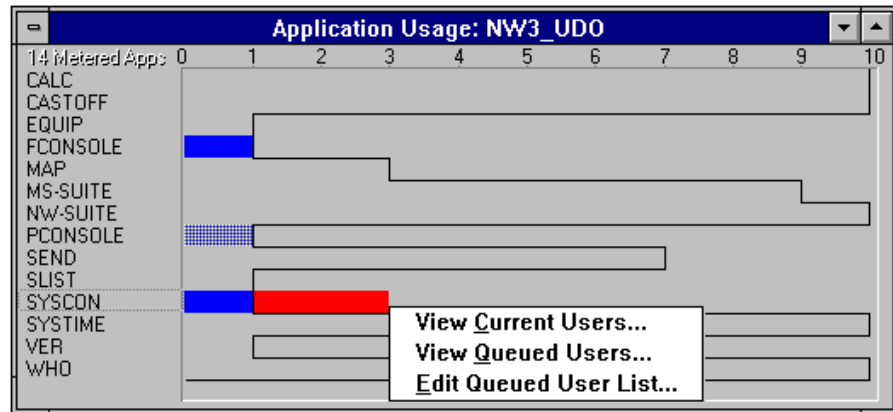 Application Usage: NW3_UDO
14 Metered Apps 0 1 2 3 4 5 6 7 8 9 10
CALC
CASTOFF
EQUIP
FCONSOLE
MAP
MS-SUITE
NW-SUITE
PCONSOLE
SEND
SLIST
SYSCON
SYSTIME
VER
WHO
View Current Users...
View Queued Users...
Edit Queued User List...